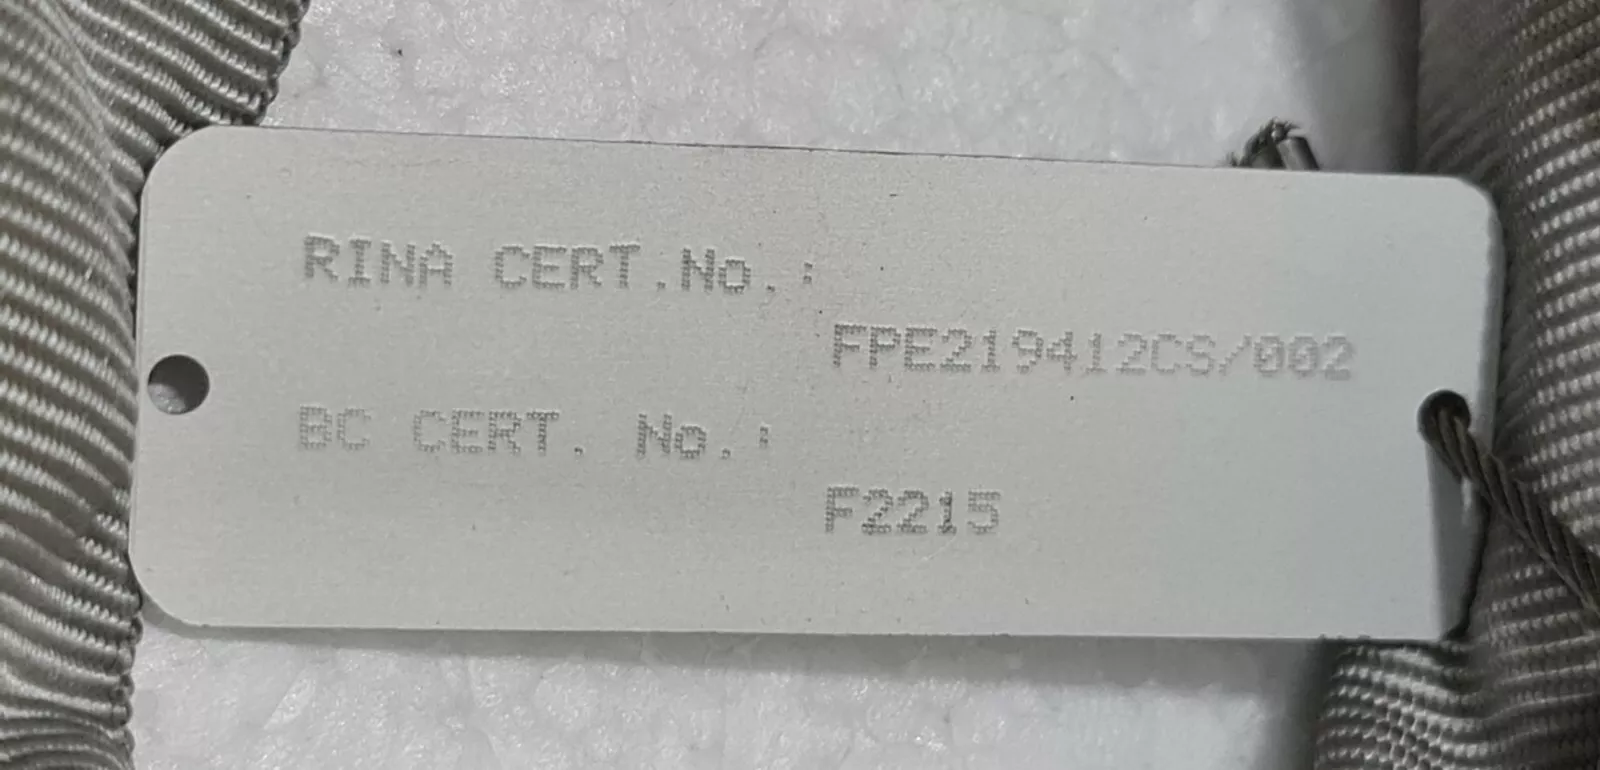 RINA CERT.No.:
FPE219412CS/002
BC CERT. No.:
F2215